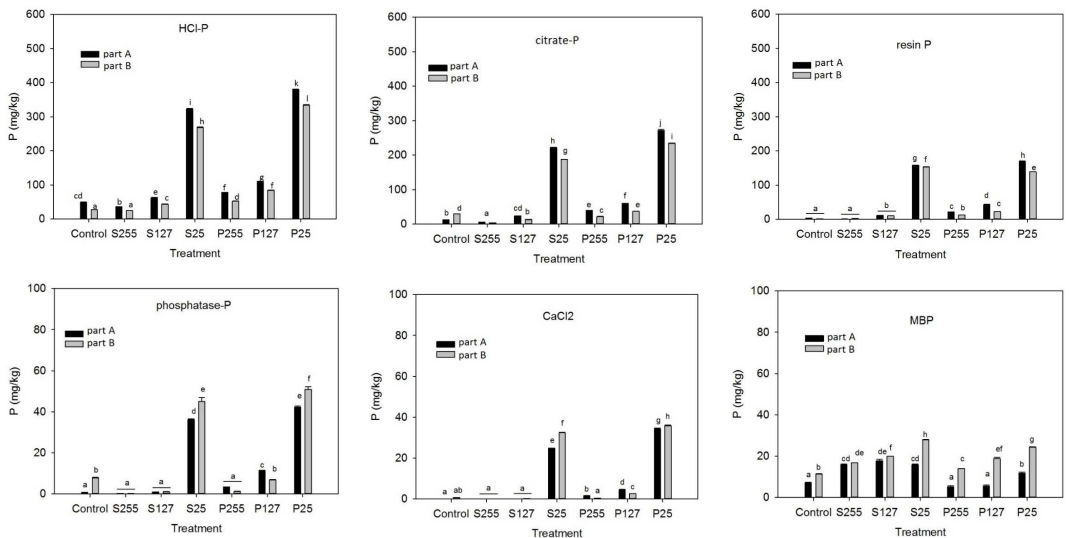 600
500
400
300
200
100
0
P (mg/kg)
HCl-P
part A
part B
cd a b a e c i h f d g f k j
Control S255 S127 S25 P255 P127 P25
Treatment
600
500
400
300
200
100
0
P (mg/kg)
citrate-P
part A
part B
b d a cd b h g e c f e j i
Control S255 S127 S25 P255 P127 P25
Treatment
600
500
400
300
200
100
0
P (mg/kg)
resin P
part A
part B
a a b g f c b d c h e
Control S255 S127 S25 P255 P127 P25
Treatment
100
80
60
40
20
0
P (mg/kg)
phosphatase-P
part A
part B
a b a a d e a c b e f
Control S255 S127 S25 P255 P127 P25
Treatment
100
80
60
40
20
0
P (mg/kg)
CaCl2
part A
part B
a ab a a e f b a d c g h
Control S255 S127 S25 P255 P127 P25
Treatment
100
80
60
40
20
0
P (mg/kg)
MBP
part A
part B
a b cd de de f cd h a c a ef b g
Control S255 S127 S25 P255 P127 P25
Treatment